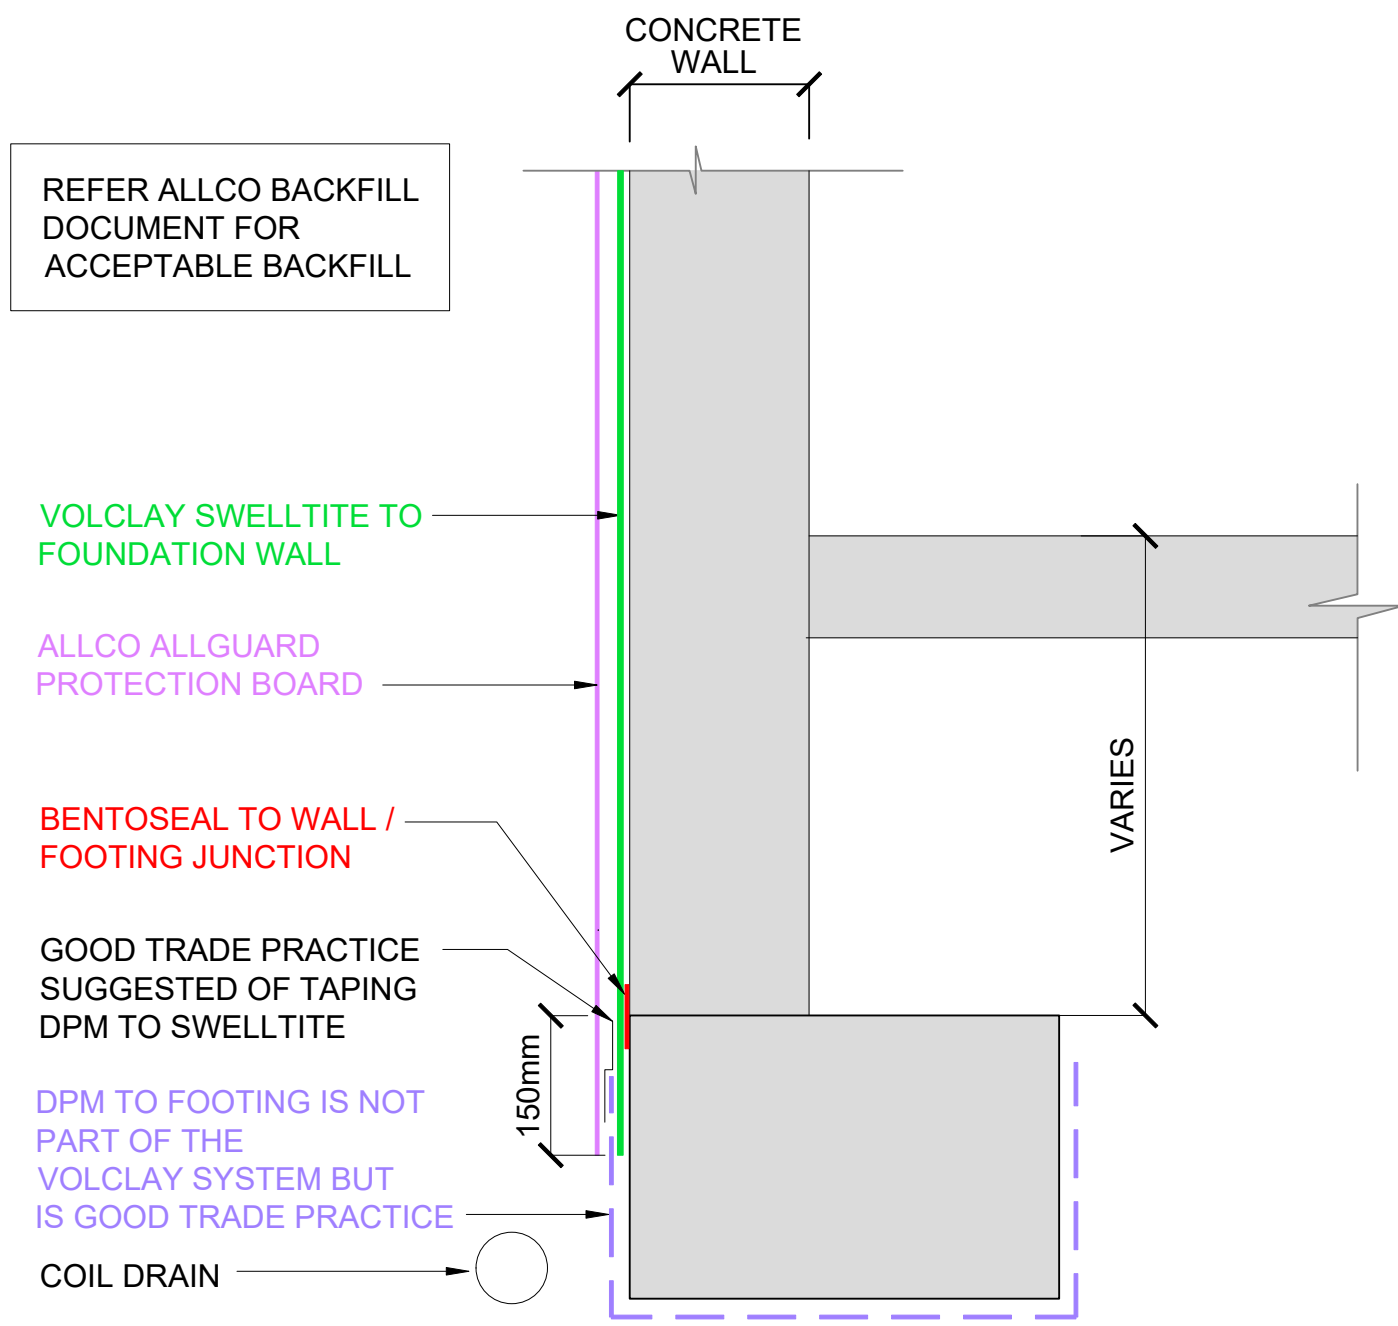 CONCRETE
WALL
REFER ALLCO BACKFILL
DOCUMENT FOR
ACCEPTABLE BACKFILL
VOLCLAY SWELLTITE TO
FOUNDATION WALL
ALLCO ALLGUARD
PROTECTION BOARD
VARIES
BENTOSEAL TO WALL /
FOOTING JUNCTION
GOOD TRADE PRACTICE
SUGGESTED OF TAPING
DPM TO SWELLTITE
150mm
DPM TO FOOTING IS NOT
PART OF THE
VOLCLAY SYSTEM BUT
IS GOOD TRADE PRACTICE
COIL DRAIN